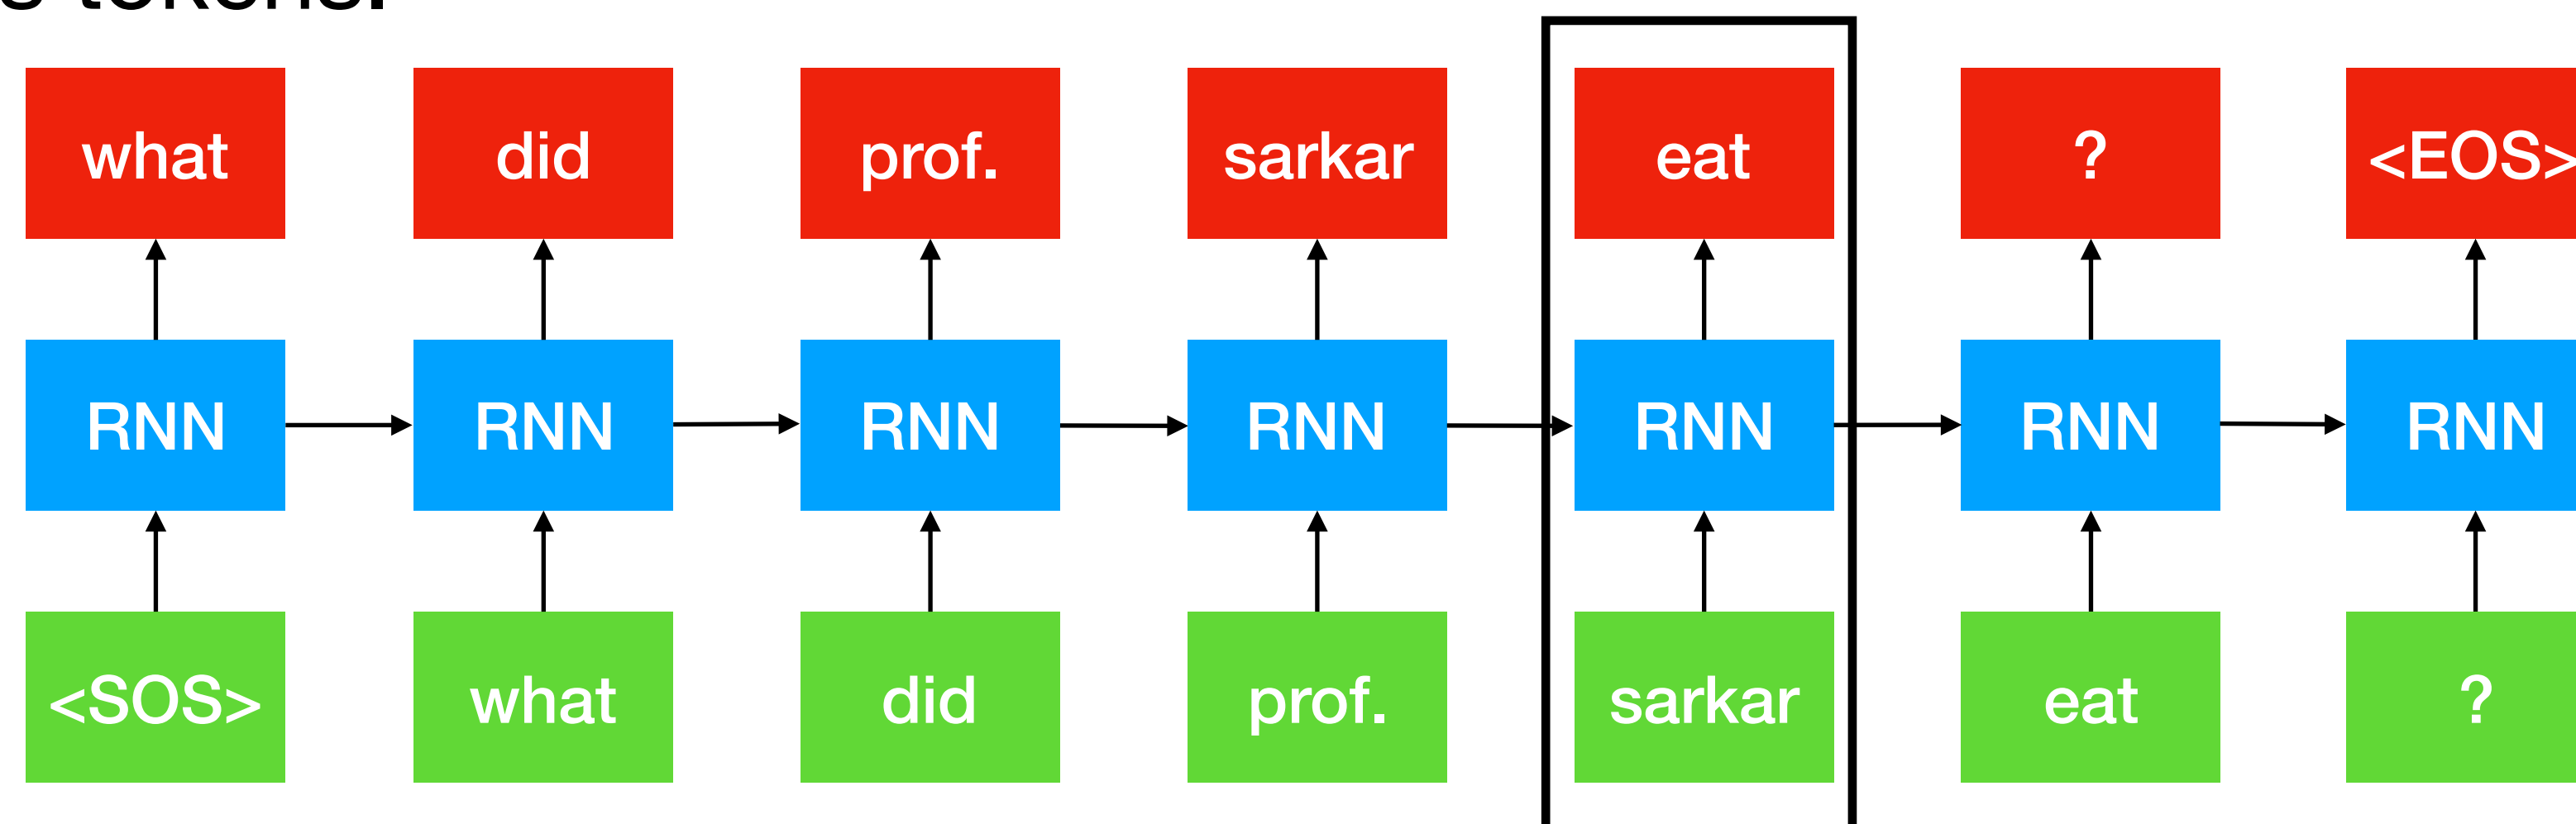 s tokens.
what did prof. sarkar eat ? <EOS>
RNN RNN RNN RNN RNN RNN RNN
<SOS> what did prof. sarkar eat ?